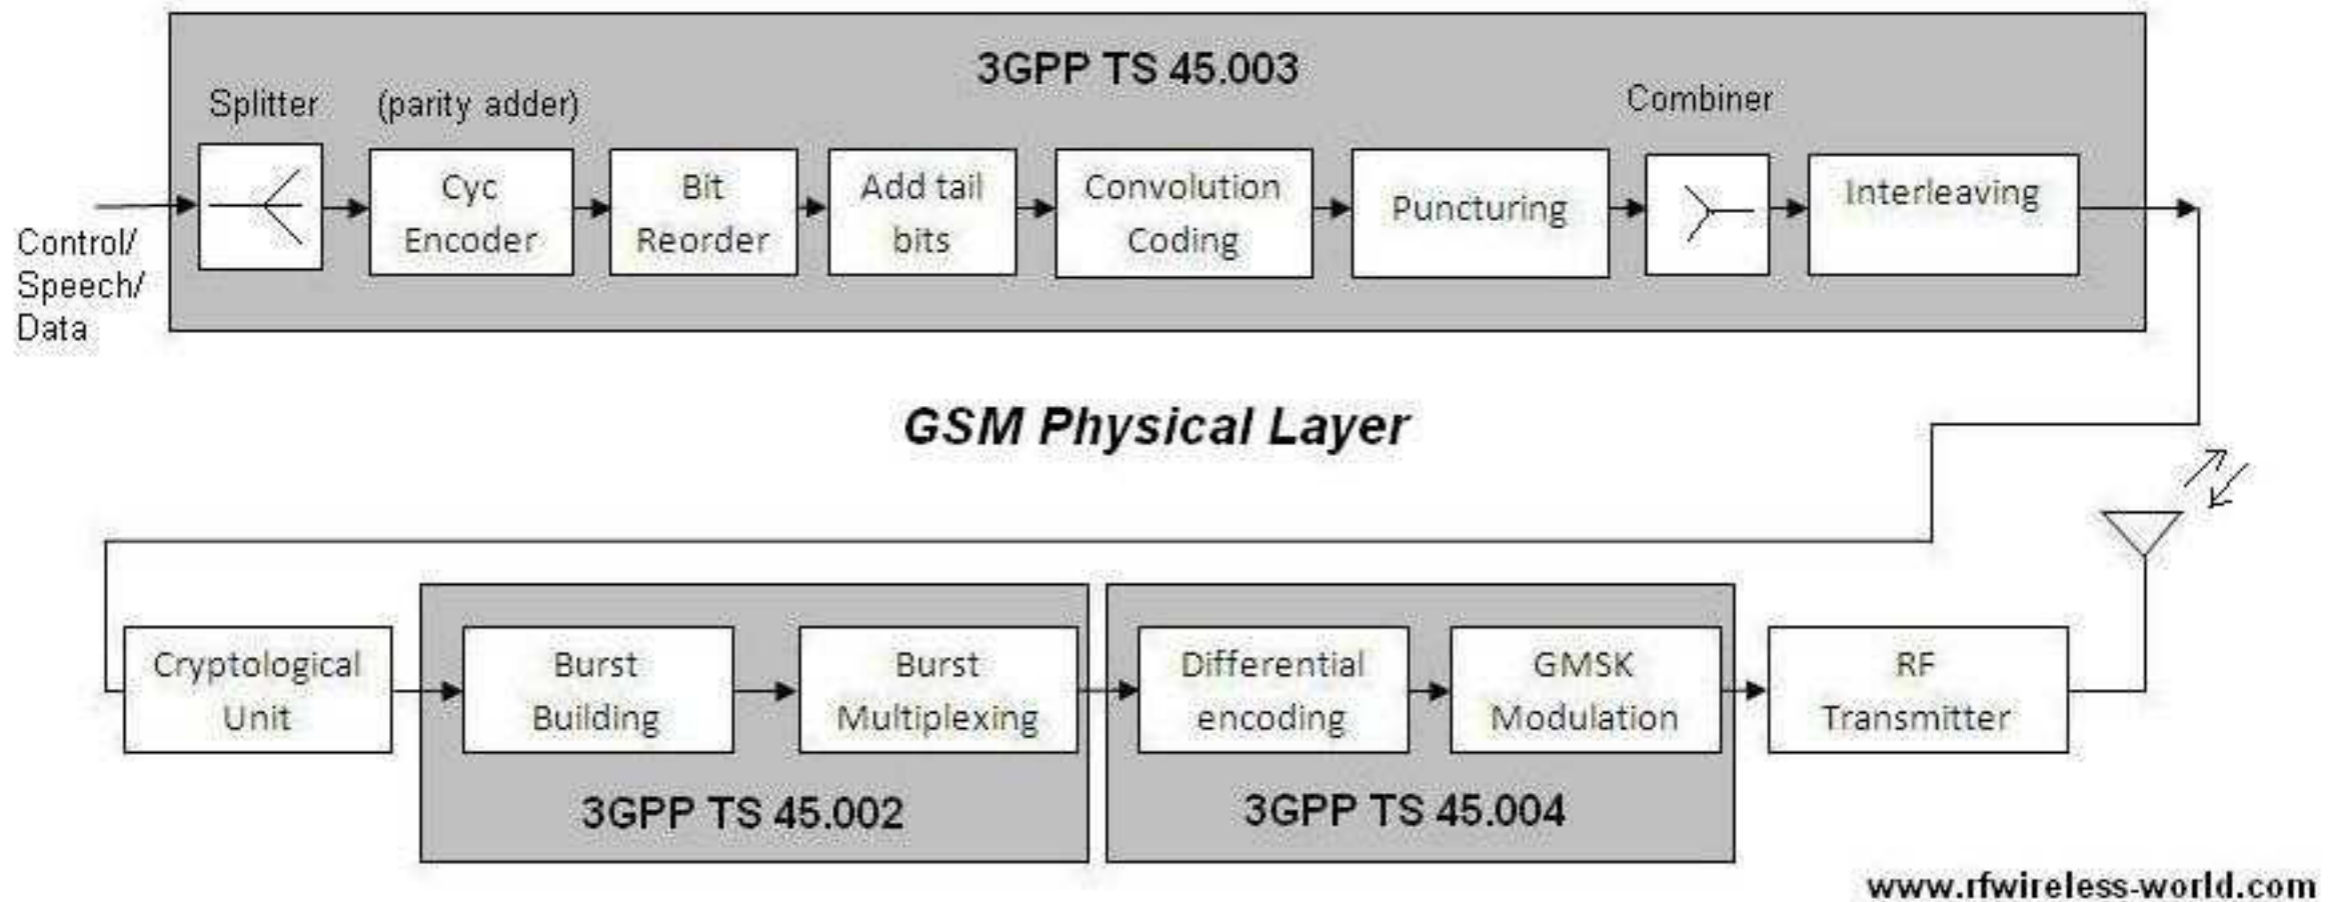 3GPP TS 45.003
Splitter
(parity adder)
Combiner
Control/
Speech/
Data
Cyc
Encoder
Bit
Reorder
Add tail
bits
Convolution
Coding
Puncturing
Interleaving
GSM Physical Layer
Cryptological
Unit
Burst
Building
Burst
Multiplexing
Differential
encoding
GMSK
Modulation
RF
Transmitter
3GPP TS 45.002
3GPP TS 45.004
www.rfwireless-world.com